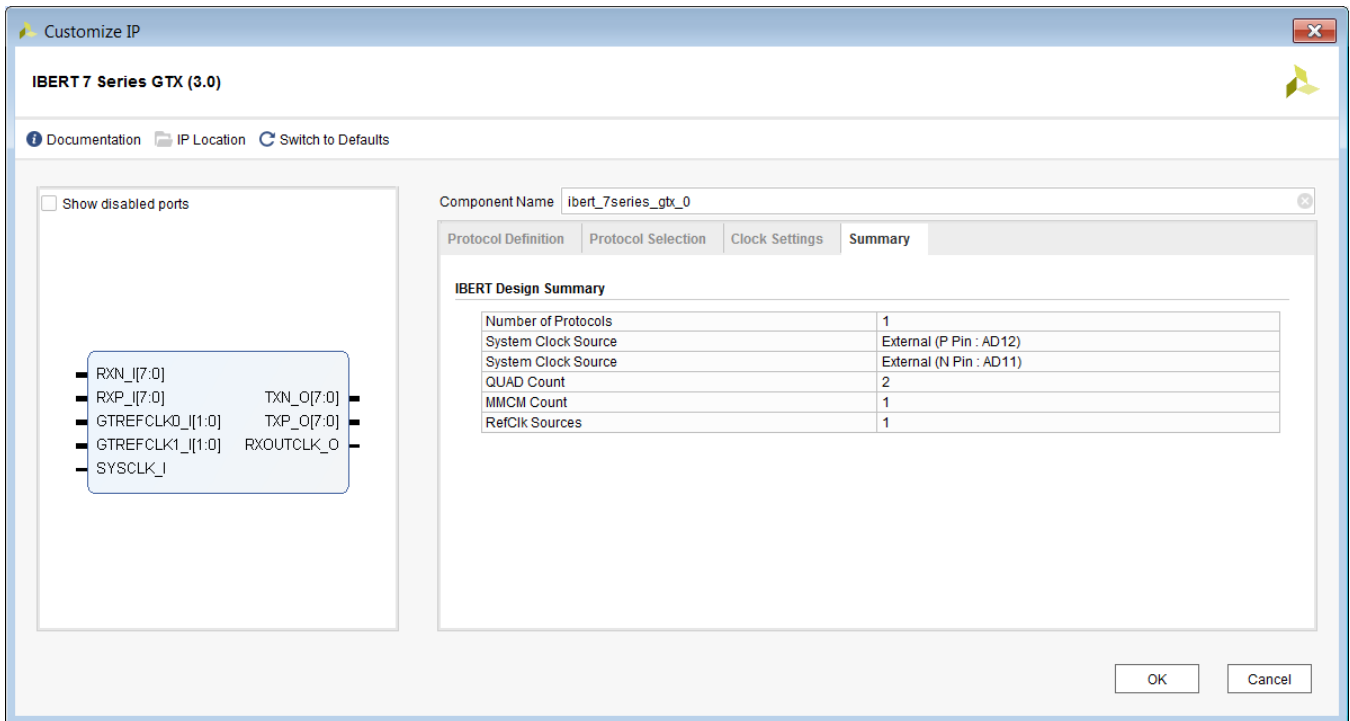 Customize IP
IBERT 7 Series GTX (3.0)
Documentation IP Location Switch to Defaults
Show disabled ports
RXN_I[7:0]
RXP_I[7:0] TXN_O[7:0]
GTREFCLK0_I[1:0] TXP_O[7:0]
GTREFCLK1_I[1:0] RXOUTCLK_O
SYSCLK_I
Component Name ibert_7series_gtx_0
Protocol Definition Protocol Selection Clock Settings Summary
IBERT Design Summary
Number of Protocols 1
System Clock Source External (P Pin : AD12)
System Clock Source External (N Pin : AD11)
QUAD Count 2
MMCM Count 1
RefClk Sources 1
OK Cancel